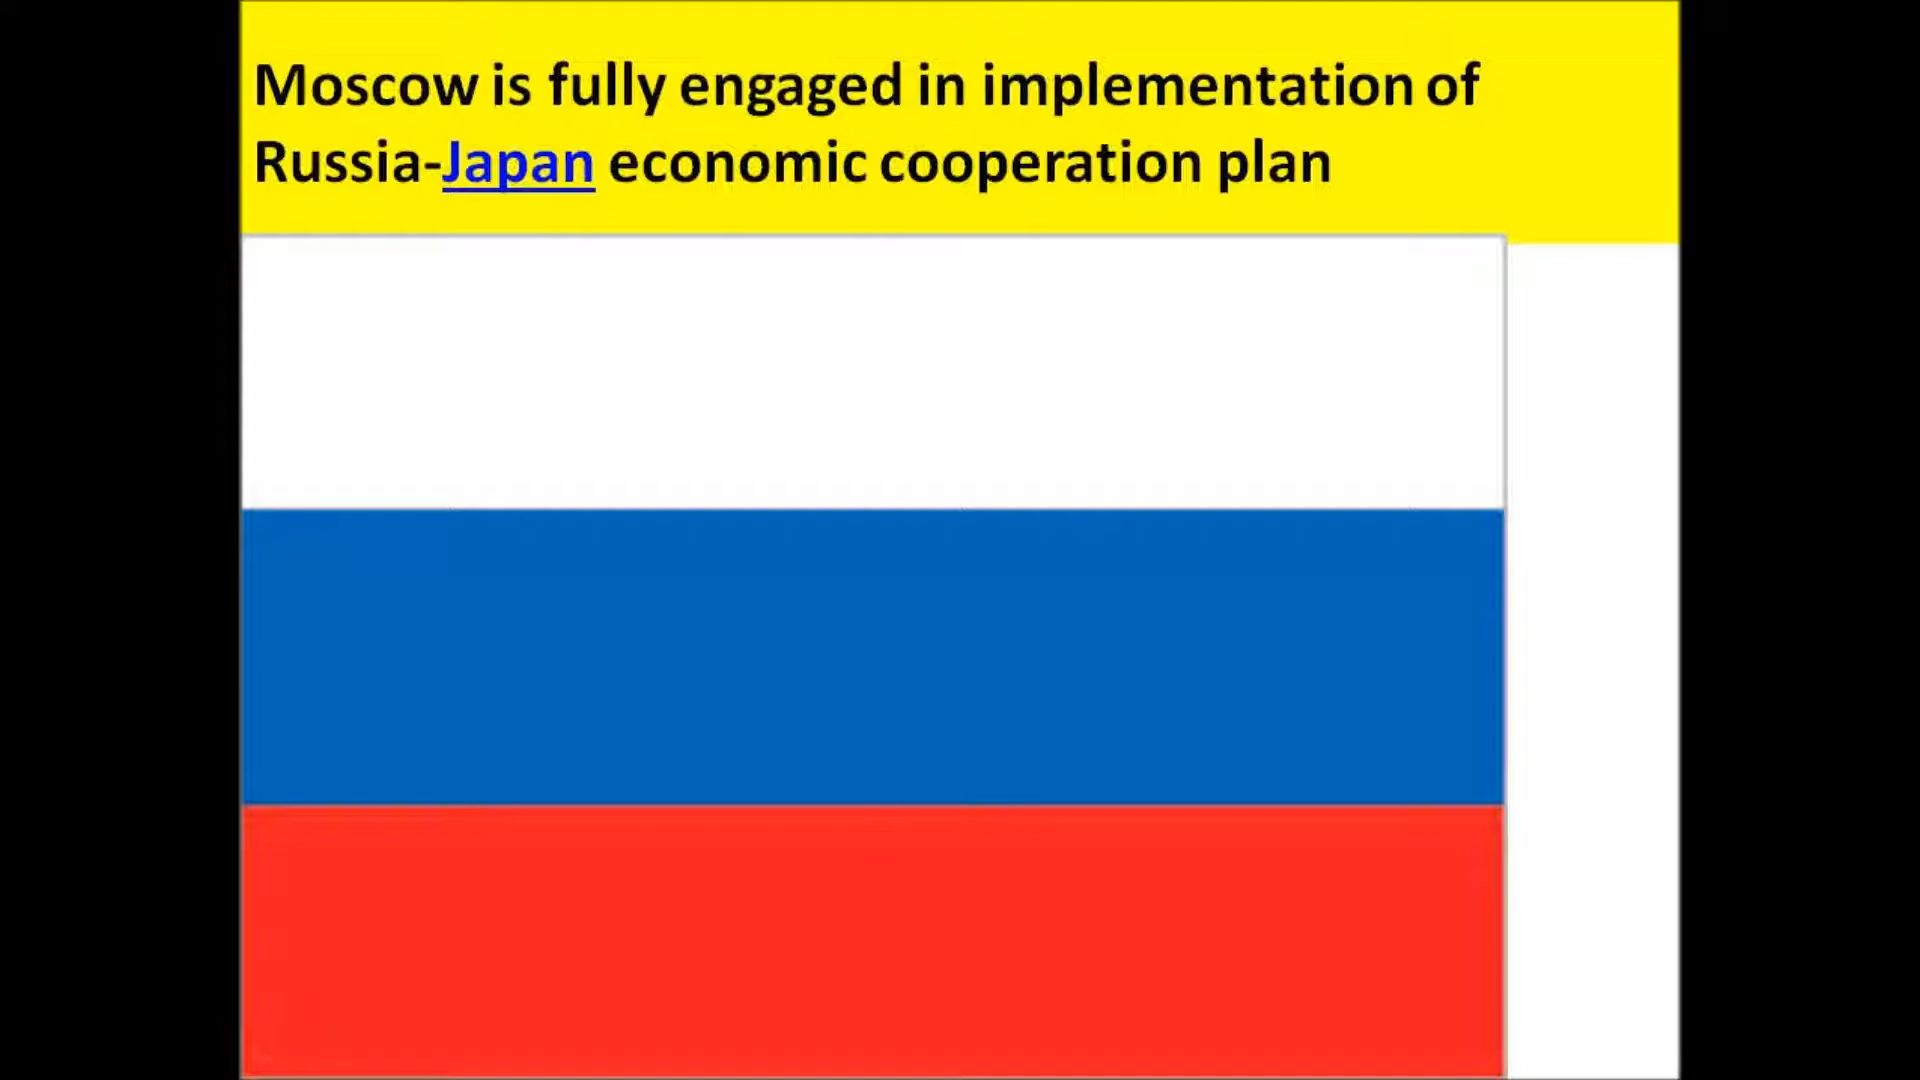 Moscow is fully engaged in implementation of
Russia-Japan economic cooperation plan